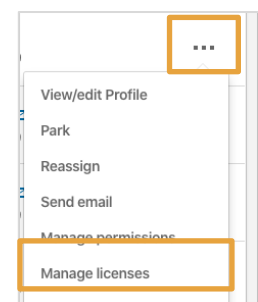 ...
View/edit Profile
Park
Reassign
Send email
Manage permissions
Manage licenses